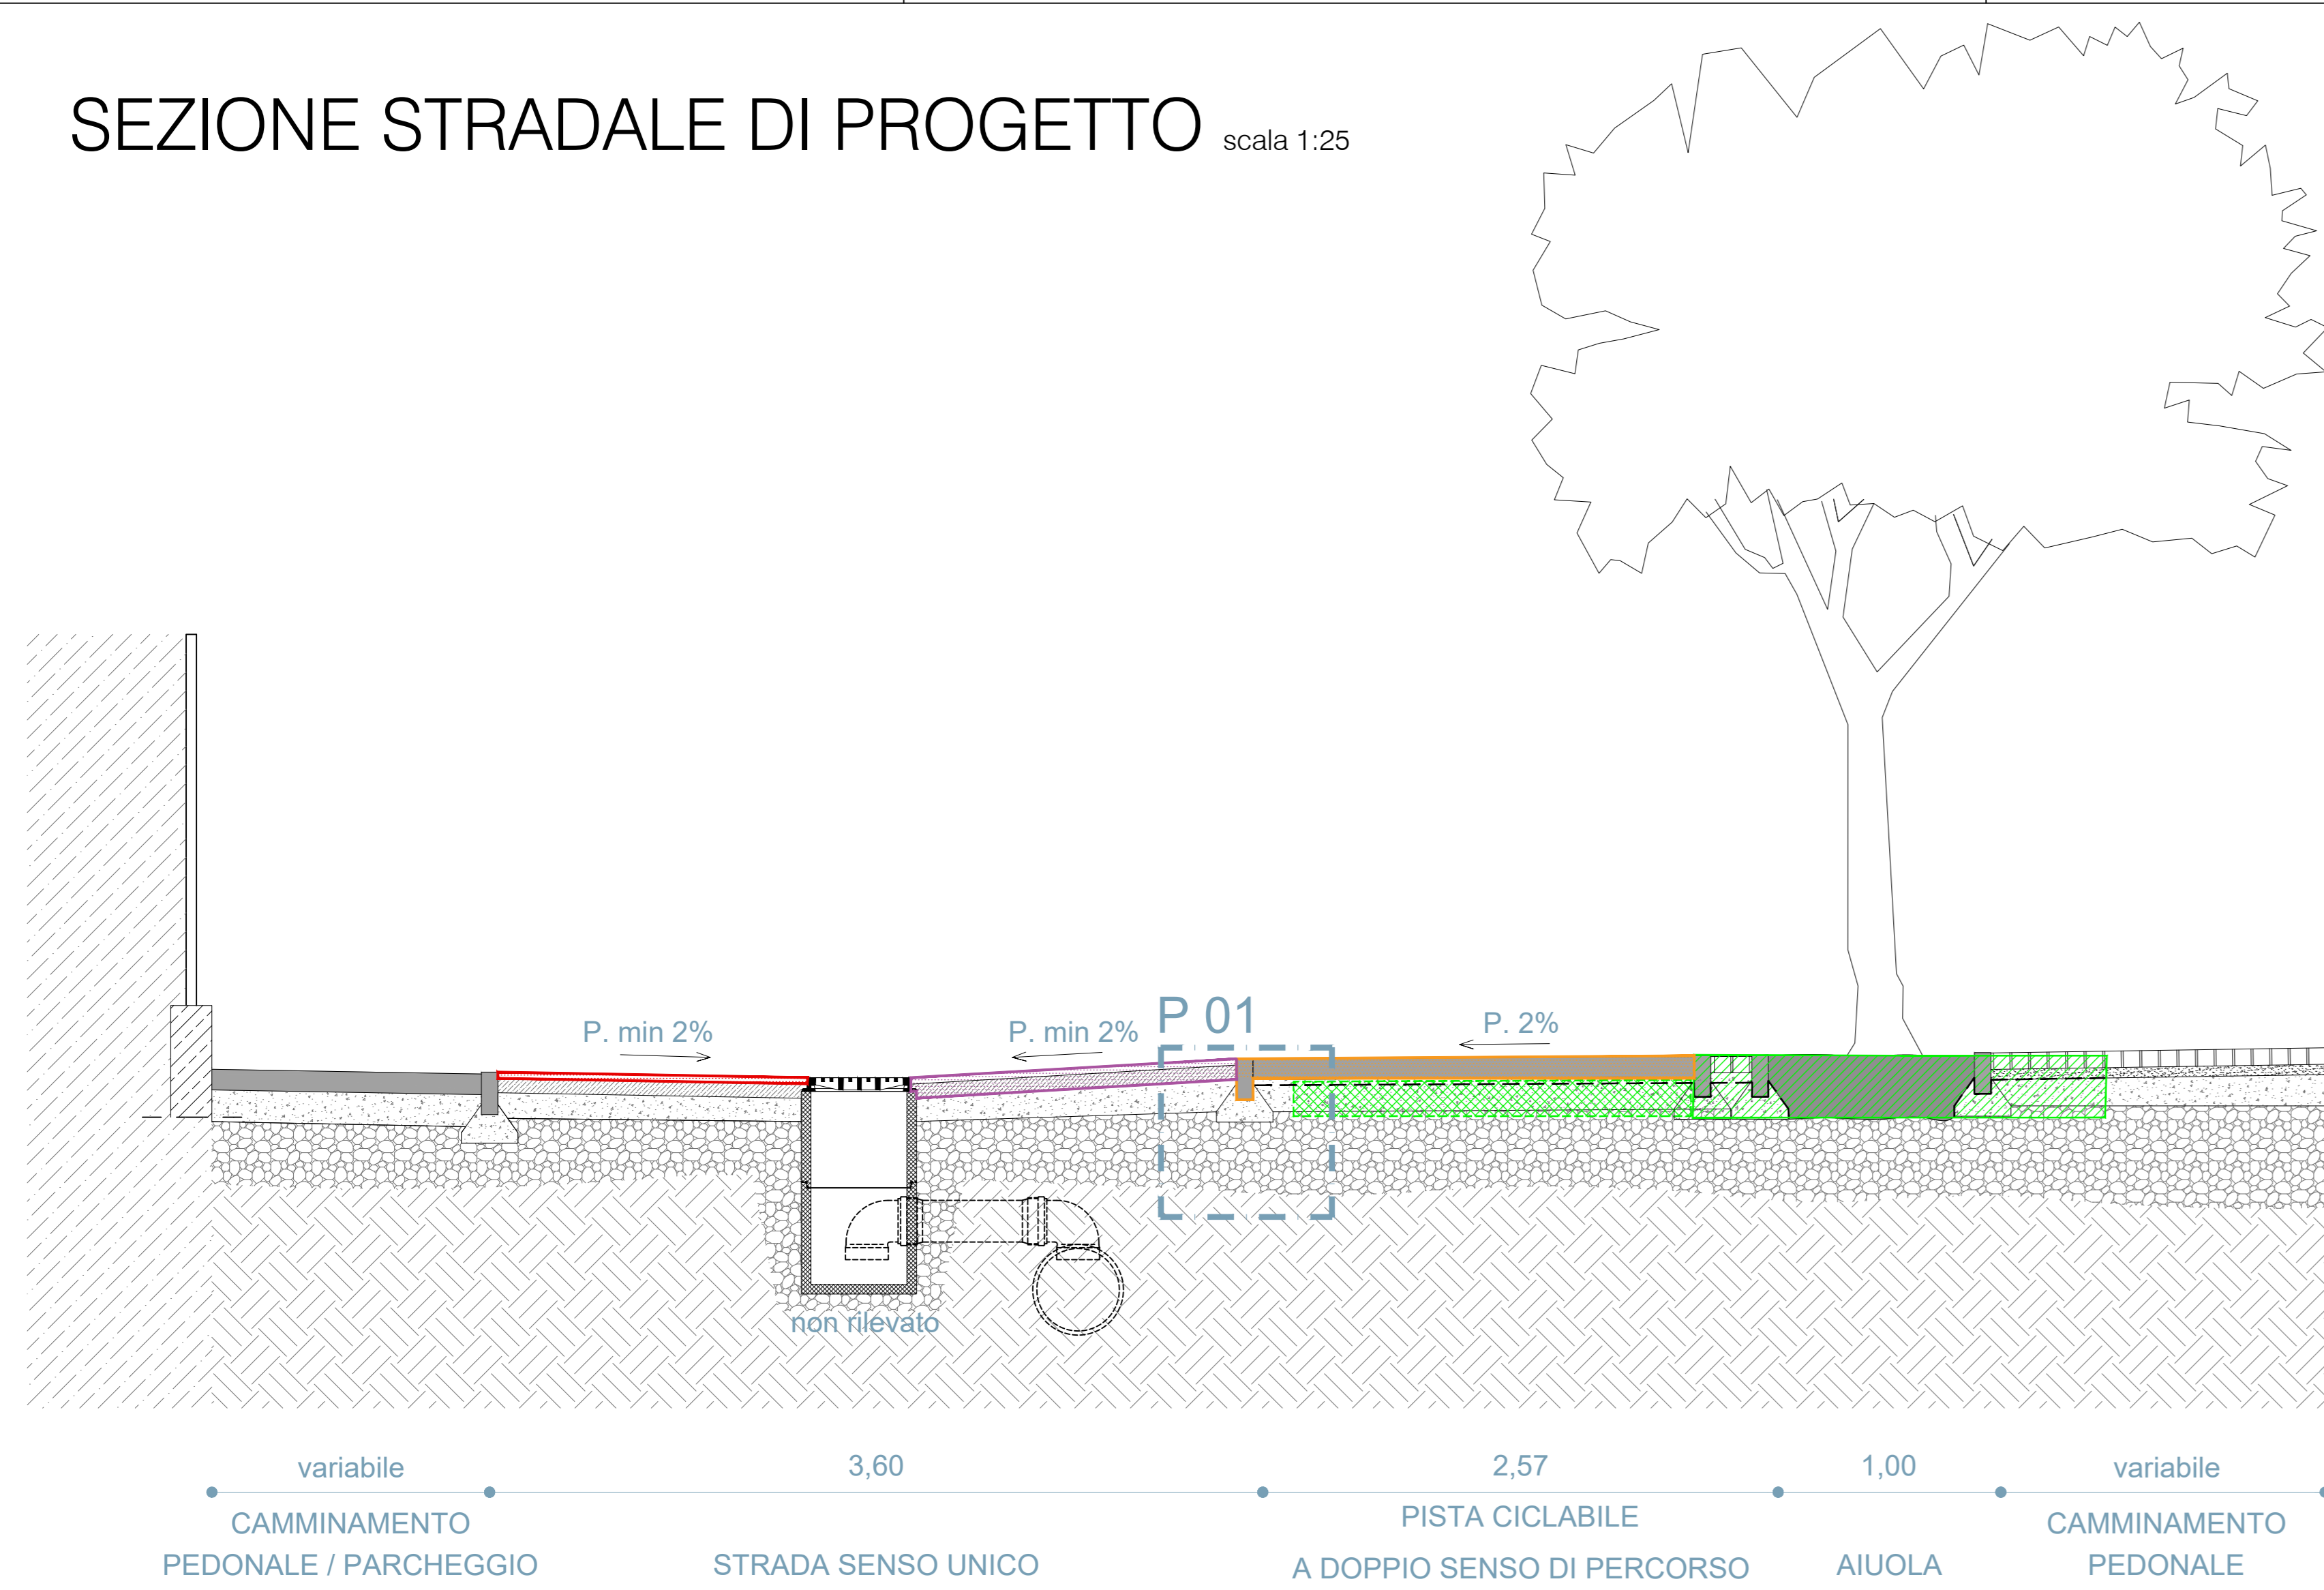 SEZIONE STRADALE DI PROGETTO scala 1:25
P. min 2%
P. min 2%
P 01
P. 2%
non rilevato
variabile
3,60
2,57
1,00
variabile
CAMMINAMENTO
PEDONALE / PARCHEGGIO
STRADA SENSO UNICO
PISTA CICLABILE
A DOPPIO SENSO DI PERCORSO
AIUOLA
CAMMINAMENTO
PEDONALE